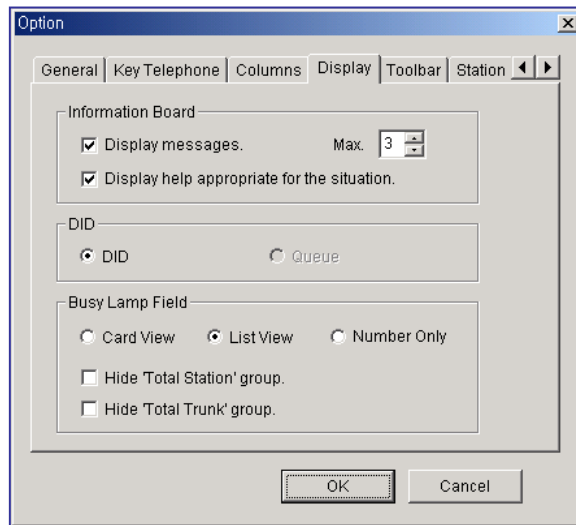 Option
General Key Telephone Columns Display Toolbar Station
Information Board
Display messages. Max. 3
Display help appropriate for the situation.
DID
DID Queue
Busy Lamp Field
Card View List View Number Only
Hide 'Total Station' group.
Hide 'Total Trunk' group.
OK Cancel